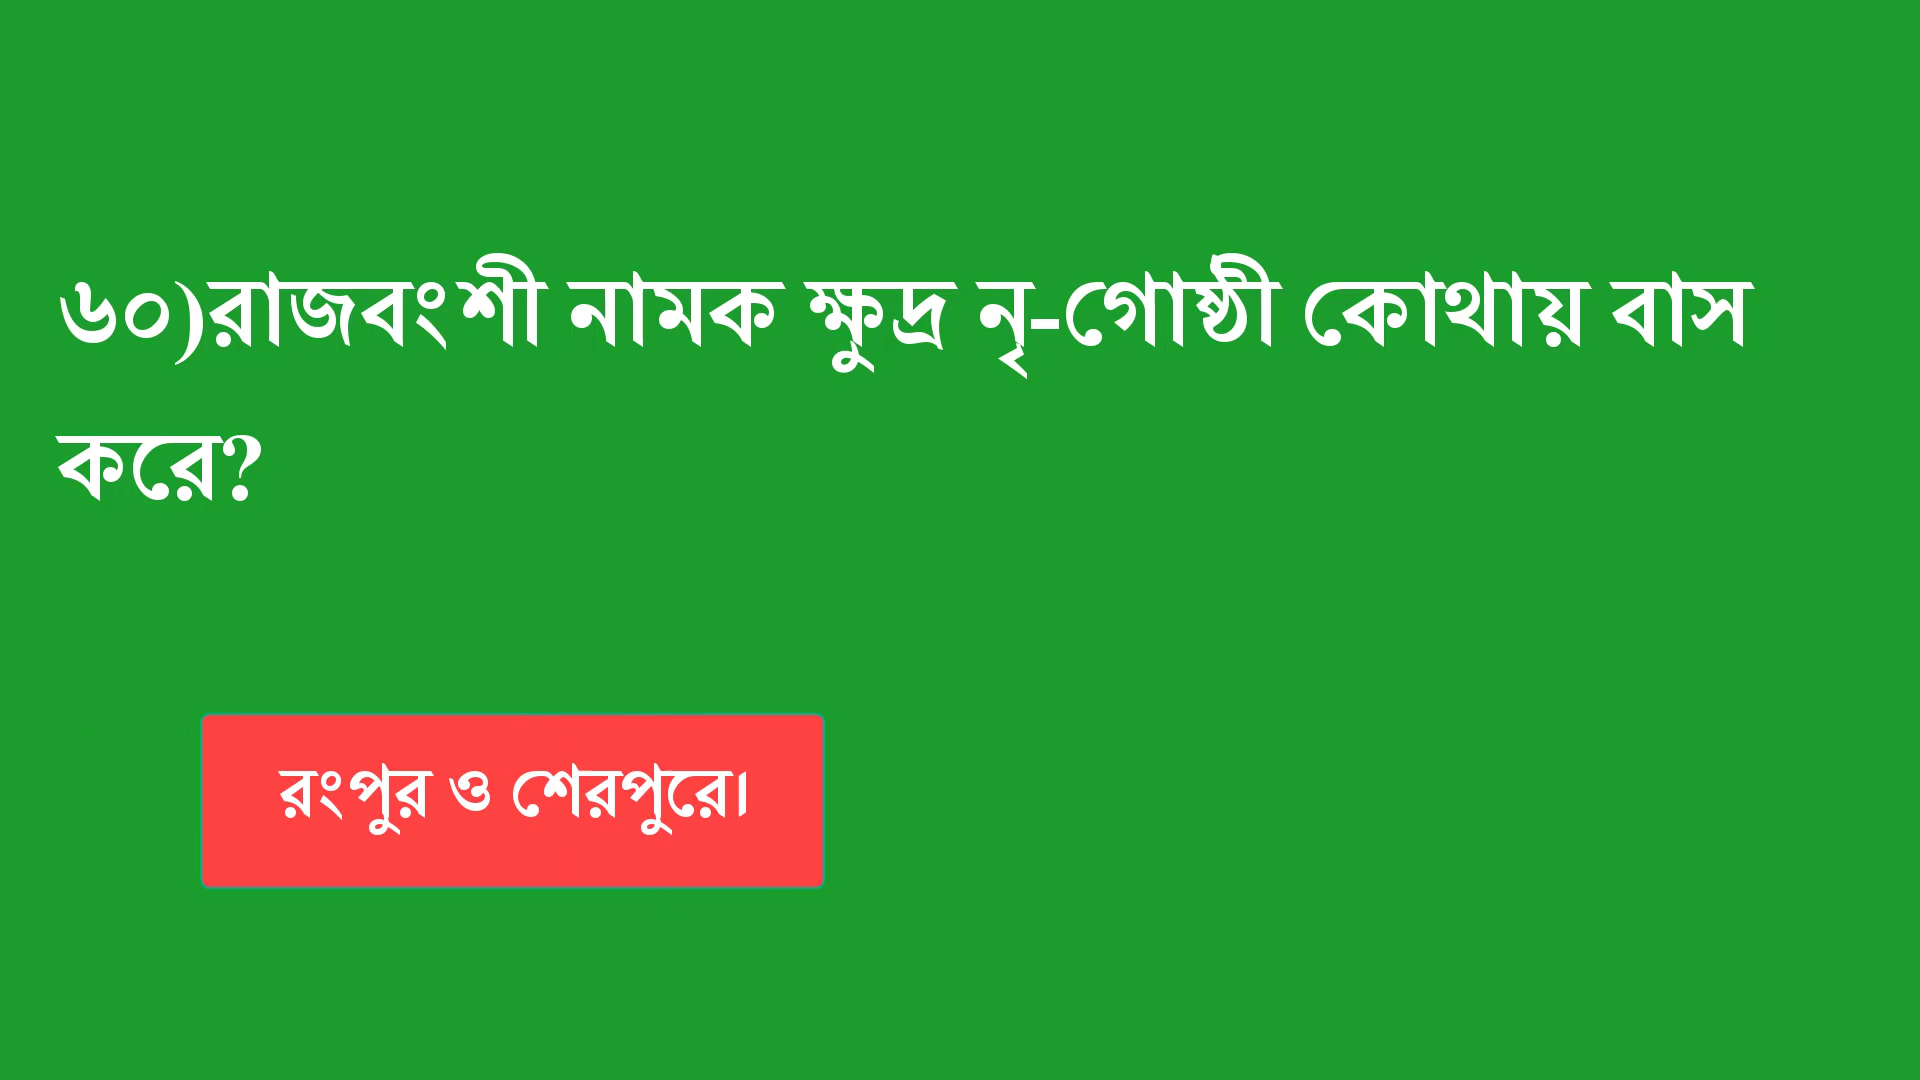 ৬০)রাজবংশী নামক ক্ষুদ্র নৃ-গোষ্ঠী কোথায় বাস
করে?
রংপুর ও শেরপুরে।